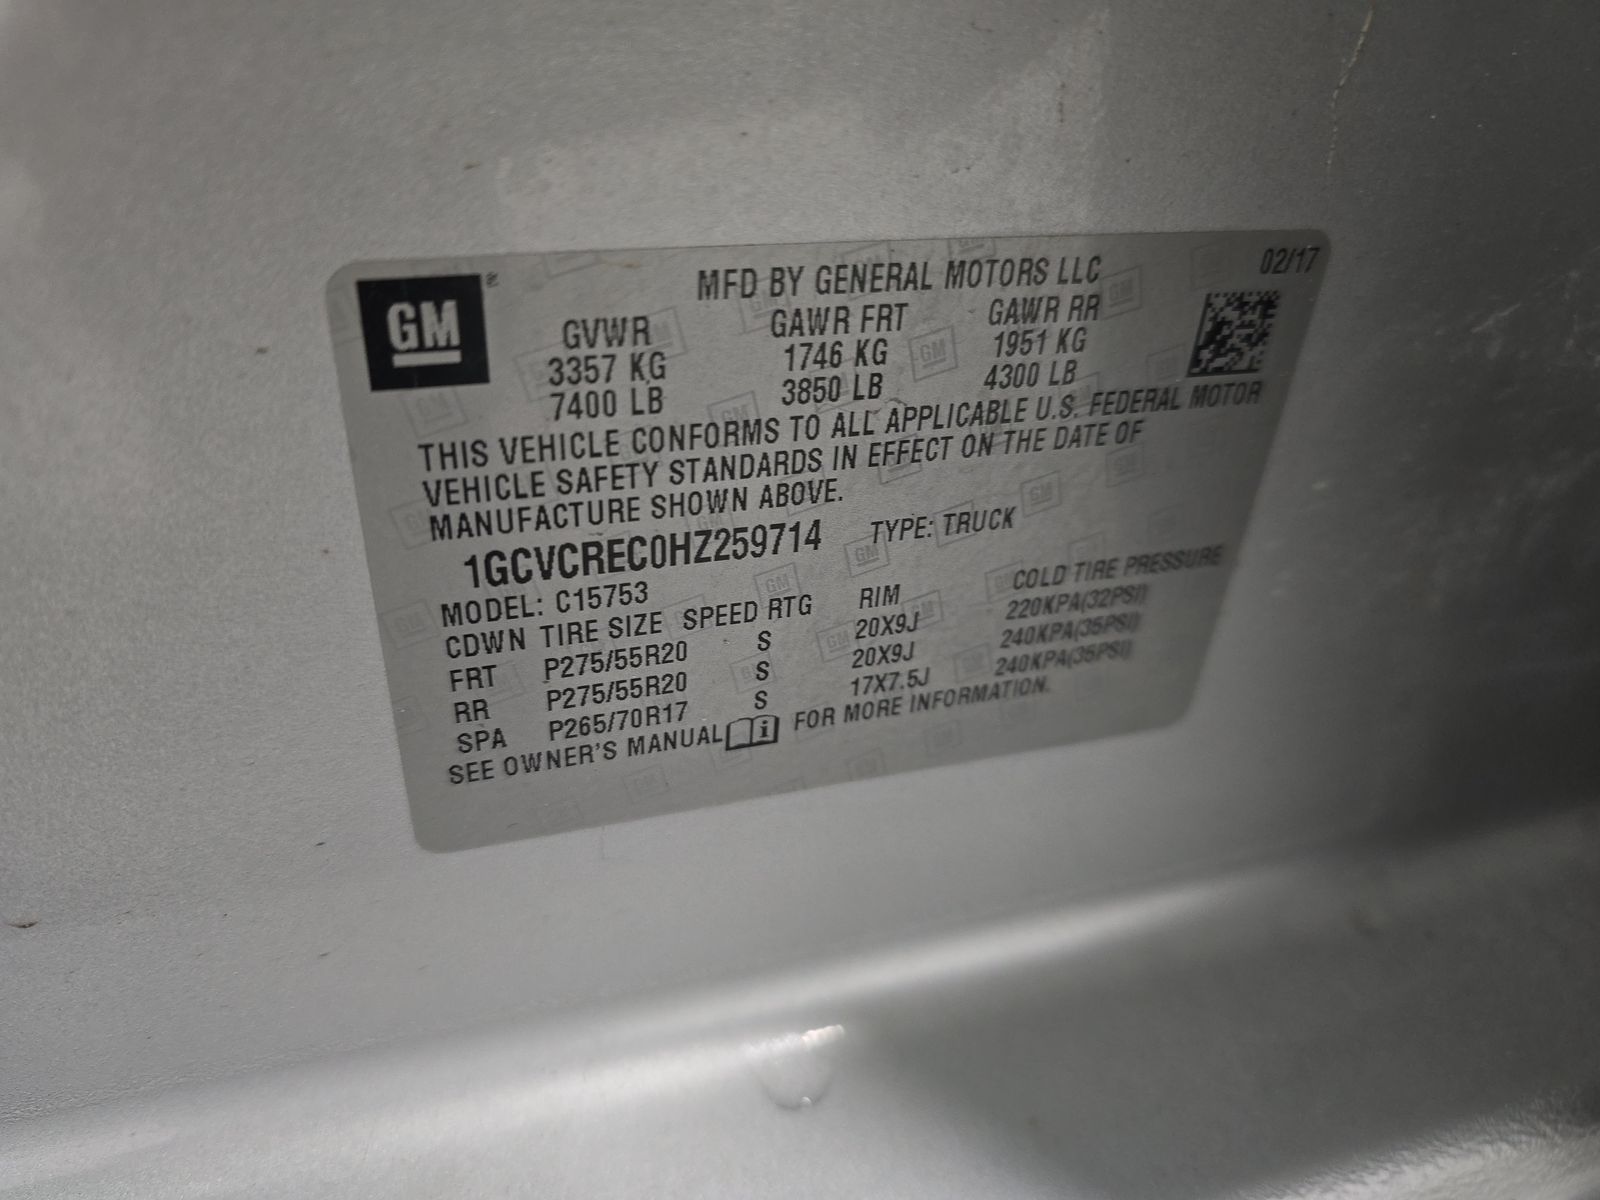 GM
MFD BY GENERAL MOTORS LLC 02/17
GVWR GAWR FRT GAWR RR
3357 KG 1746 KG 1951 KG
7400 LB 3850 LB 4300 LB
THIS VEHICLE CONFORMS TO ALL APPLICABLE U.S. FEDERAL MOTOR
VEHICLE SAFETY STANDARDS IN EFFECT ON THE DATE OF
MANUFACTURE SHOWN ABOVE.
1GCVCREC0HZ259714 TYPE: TRUCK
MODEL: C15753
CDWN TIRE SIZE SPEED RTG RIM COLD TIRE PRESSURE
FRT P275/55R20 S 20X9J 220KPA(32PSI)
RR P275/55R20 S 20X9J 240KPA(35PSI)
SPA P265/70R17 S 17X7.5J 240KPA(35PSI)
SEE OWNER'S MANUAL i FOR MORE INFORMATION.